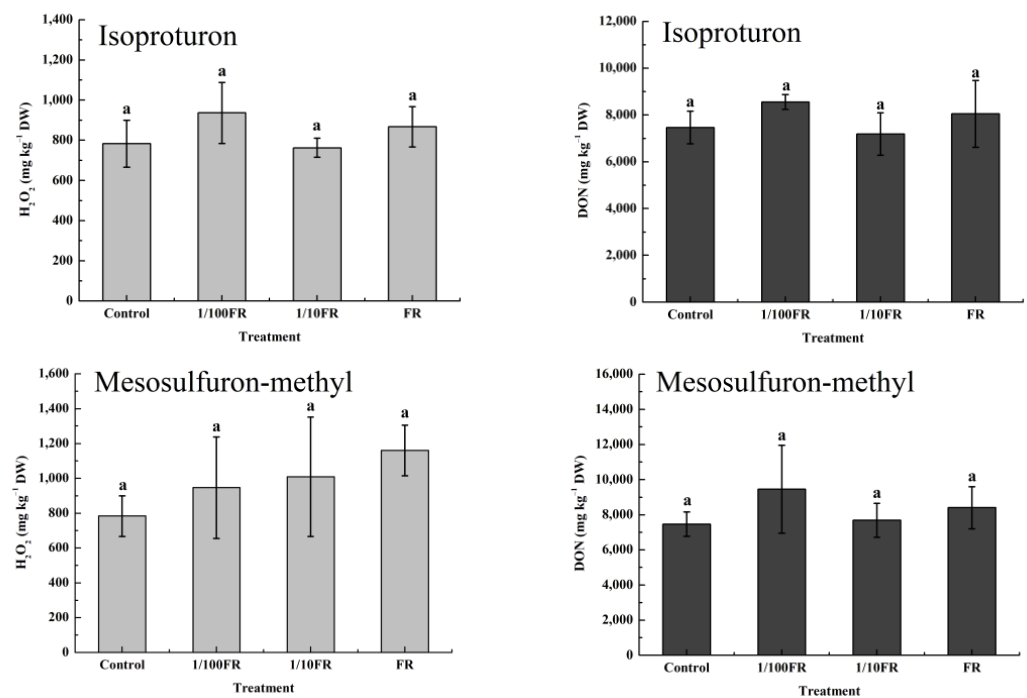 Isoproturon
H₂O₂ (mg kg⁻¹ DW)
1,400
1,200
1,000
800
600
400
200
0
a
a
a
a
Control 1/100FR 1/10FR FR
Treatment
Isoproturon
DON (mg kg⁻¹ DW)
12,000
10,000
8,000
6,000
4,000
2,000
0
a
a
a
a
Control 1/100FR 1/10FR FR
Treatment
Mesosulfuron-methyl
H₂O₂ (mg kg⁻¹ DW)
1,600
1,400
1,200
1,000
800
600
400
200
0
a
a
a
a
Control 1/100FR 1/10FR FR
Treatment
Mesosulfuron-methyl
DON (mg kg⁻¹ DW)
16,000
14,000
12,000
10,000
8,000
6,000
4,000
2,000
0
a
a
a
a
Control 1/100FR 1/10FR FR
Treatment